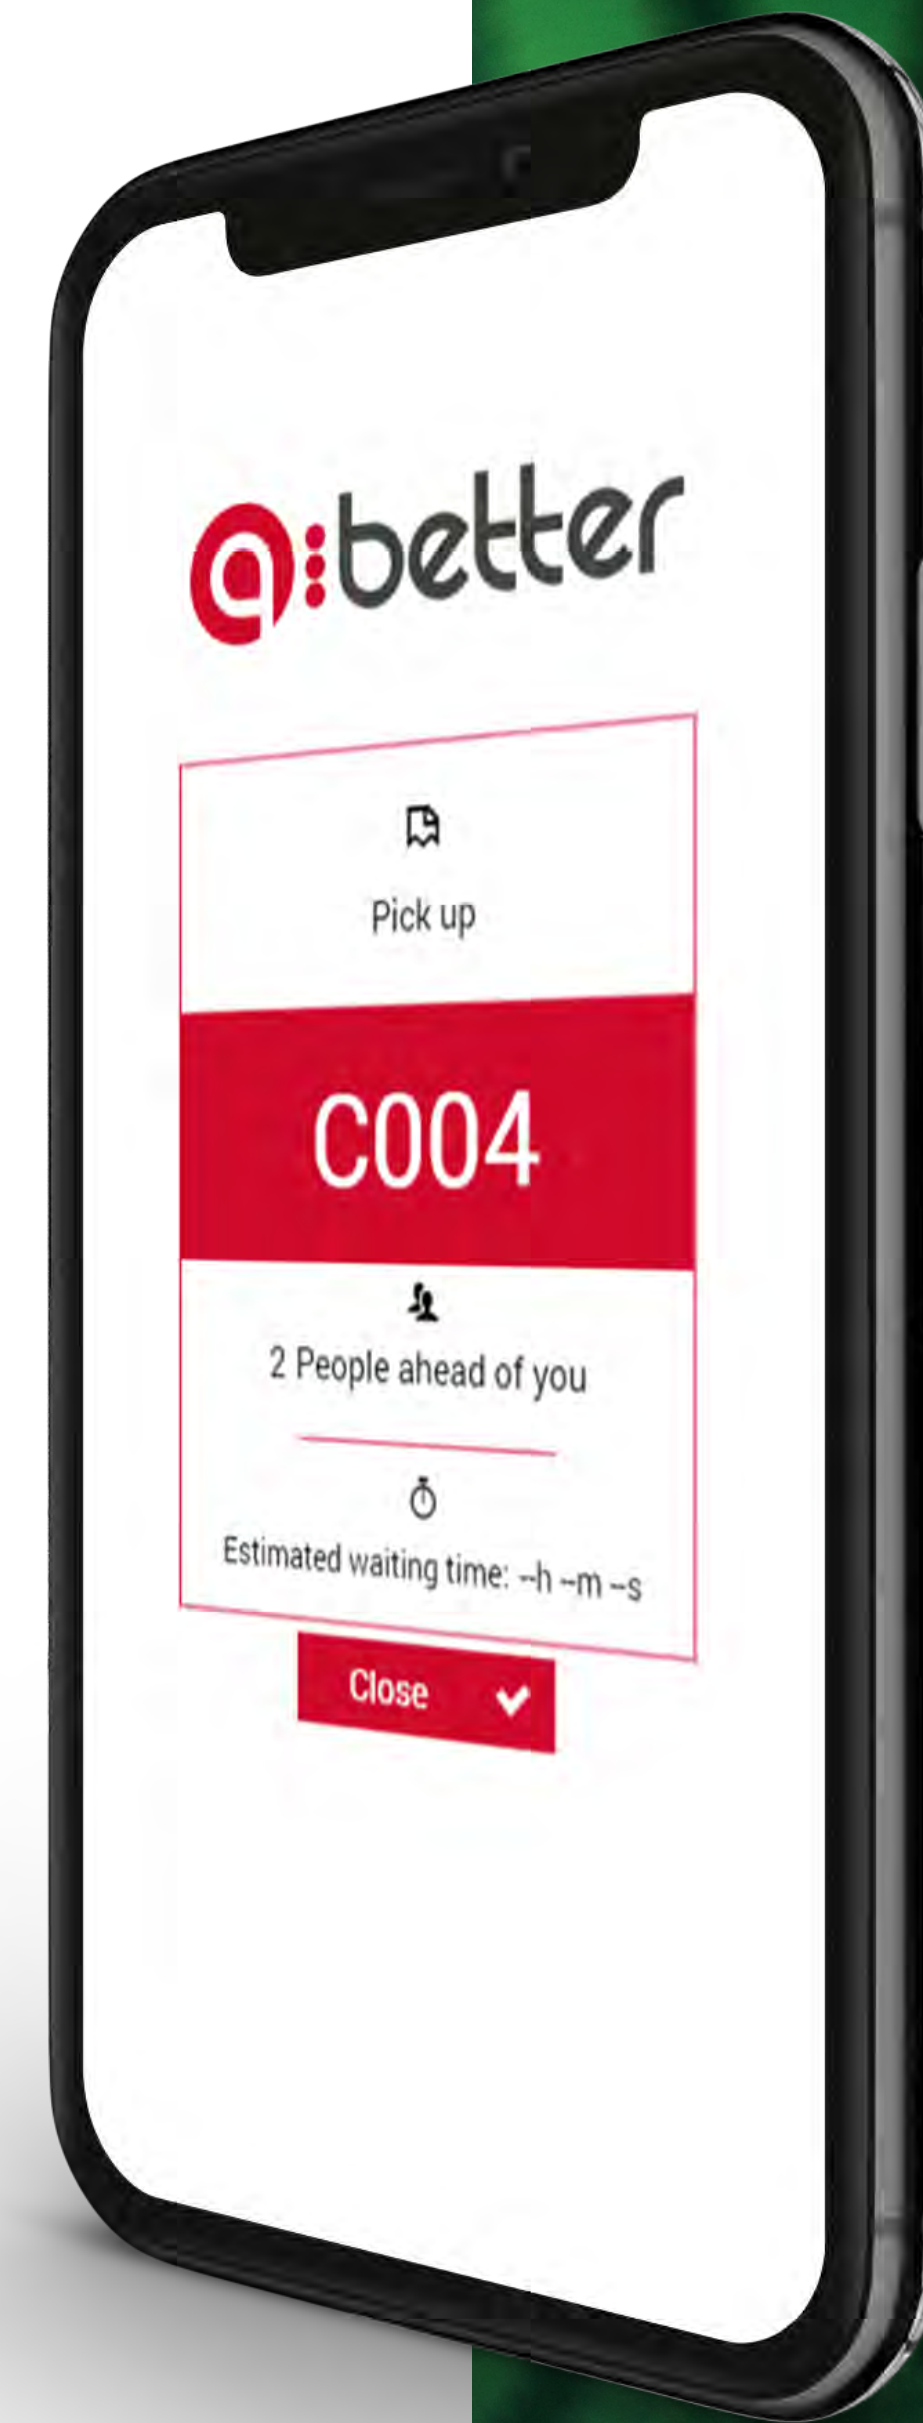 q:better
Pick up
C004
2 People ahead of you
Estimated waiting time: --h --m --s
Close